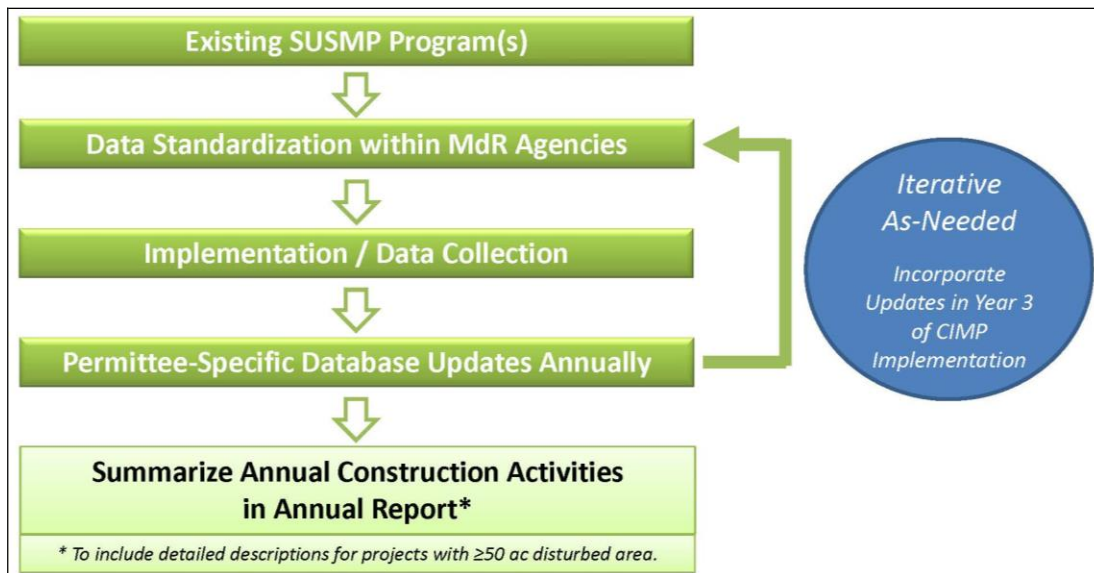 Existing SUSMP Program(s)
Data Standardization within MdR Agencies
Implementation / Data Collection
Permittee-Specific Database Updates Annually
Summarize Annual Construction Activities
in Annual Report*
* To include detailed descriptions for projects with ≥50 ac disturbed area.
Iterative
As-Needed
Incorporate
Updates in Year 3
of CIMP
Implementation